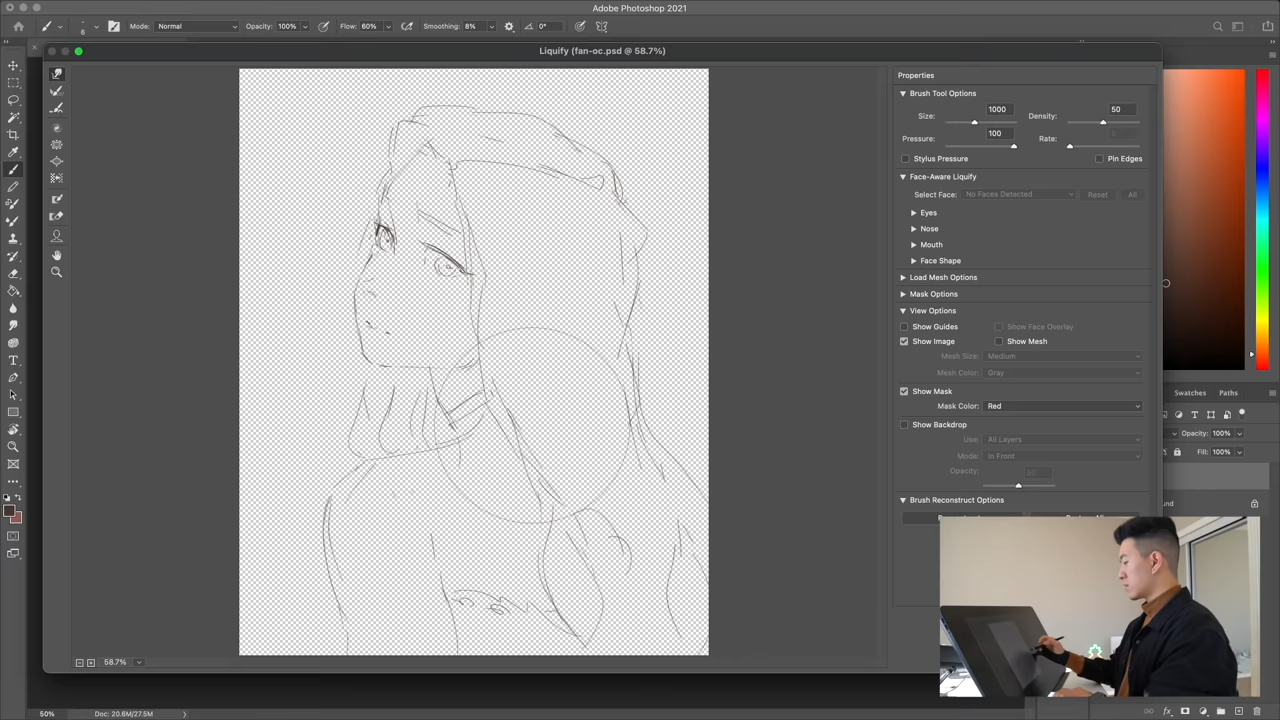 Adobe Photoshop 2021
6
Mode: Normal
Opacity: 100%
Flow: 60%
Smoothing: 8%
0°
Liquify (fan-oc.psd @ 58.7%)
Properties
Brush Tool Options
Size: 1000
Density: 50
Pressure: 100
Rate: 0
Stylus Pressure
Pin Edges
Face-Aware Liquify
Select Face: No Faces Detected
Reset
All
Eyes
Nose
Mouth
Face Shape
Load Mesh Options
Mask Options
View Options
Show Guides
Show Face Overlay
Show Image
Show Mesh
Mesh Size: Medium
Mesh Color: Gray
Show Mask
Mask Color: Red
Show Backdrop
Use: All Layers
Mode: In Front
Opacity: 50
Brush Reconstruct Options
Swatches
Paths
Opacity: 100%
Fill: 100%
und
58.7%
50%
Doc: 20.6M/27.5M
fx